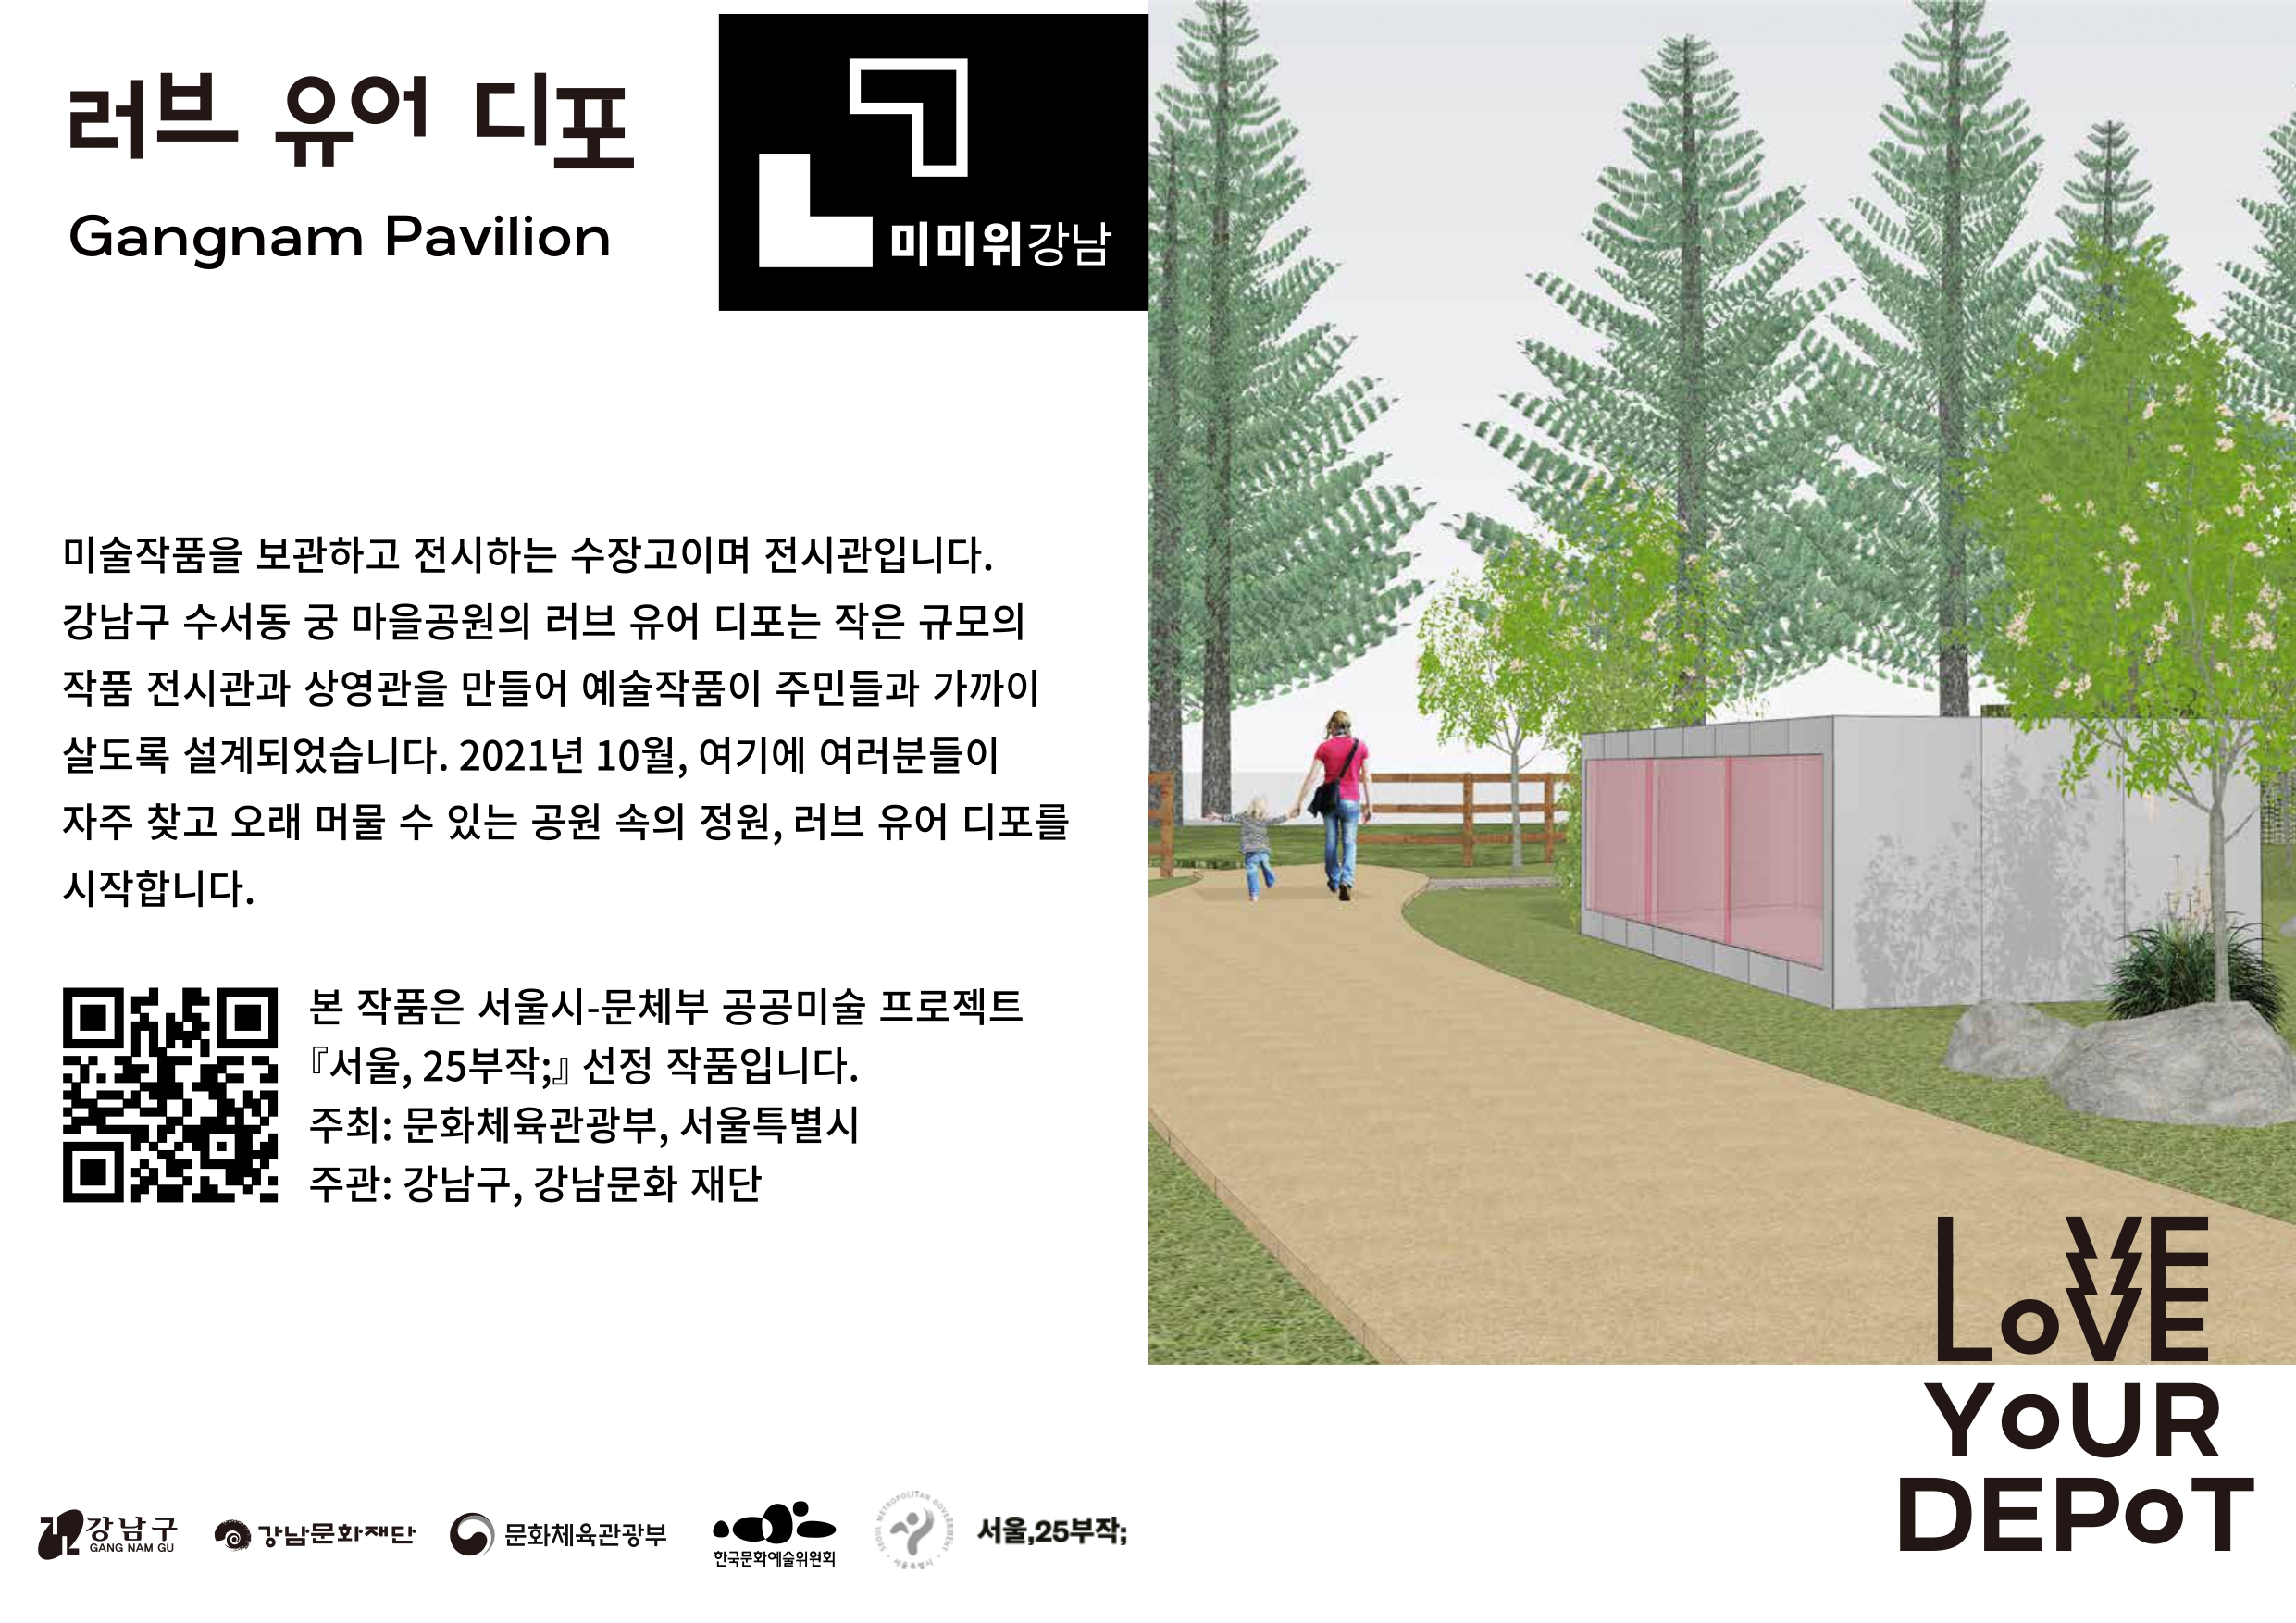 러브 유어 디포
Gangnam Pavilion
미미위강남
미술작품을 보관하고 전시하는 수장고이며 전시관입니다.
강남구 수서동 궁 마을공원의 러브 유어 디포는 작은 규모의
작품 전시관과 상영관을 만들어 예술작품이 주민들과 가까이
살도록 설계되었습니다. 2021년 10월, 여기에 여러분들이
자주 찾고 오래 머물 수 있는 공원 속의 정원, 러브 유어 디포를
시작합니다.
본 작품은 서울시-문체부 공공미술 프로젝트
『서울, 25부작;』 선정 작품입니다.
주최: 문화체육관광부, 서울특별시
주관: 강남구, 강남문화 재단
LoVE
YoUR
DEPoT
강남구
GANG NAM GU
강남문화재단
문화체육관광부
한국문화예술위원회
SEOUL METROPOLITAN GOVERNMENT
서울특별시
서울,25부작;